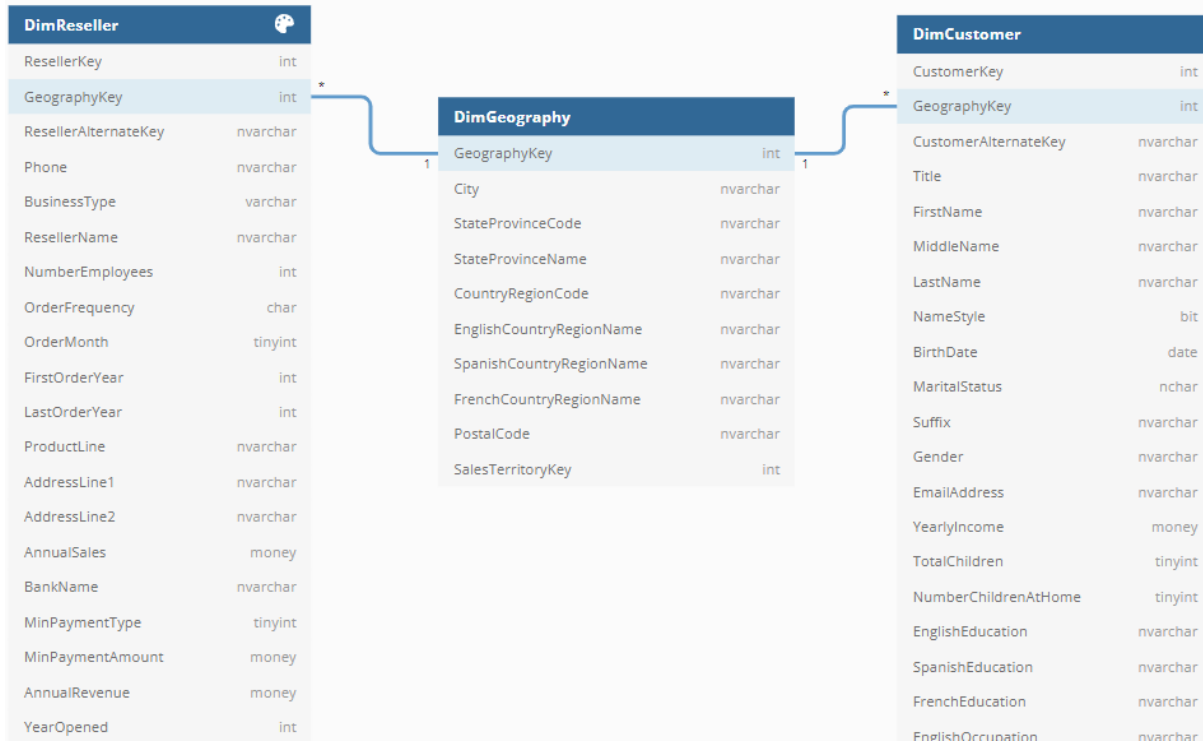 DimReseller
ResellerKey int
GeographyKey int
ResellerAlternateKey nvarchar
Phone nvarchar
BusinessType varchar
ResellerName nvarchar
NumberEmployees int
OrderFrequency char
OrderMonth tinyint
FirstOrderYear int
LastOrderYear int
ProductLine nvarchar
AddressLine1 nvarchar
AddressLine2 nvarchar
AnnualSales money
BankName nvarchar
MinPaymentType tinyint
MinPaymentAmount money
AnnualRevenue money
YearOpened int
*
1
DimGeography
GeographyKey int
City nvarchar
StateProvinceCode nvarchar
StateProvinceName nvarchar
CountryRegionCode nvarchar
EnglishCountryRegionName nvarchar
SpanishCountryRegionName nvarchar
FrenchCountryRegionName nvarchar
PostalCode nvarchar
SalesTerritoryKey int
1
*
DimCustomer
CustomerKey int
GeographyKey int
CustomerAlternateKey nvarchar
Title nvarchar
FirstName nvarchar
MiddleName nvarchar
LastName nvarchar
NameStyle bit
BirthDate date
MaritalStatus nchar
Suffix nvarchar
Gender nvarchar
EmailAddress nvarchar
YearlyIncome money
TotalChildren tinyint
NumberChildrenAtHome tinyint
EnglishEducation nvarchar
SpanishEducation nvarchar
FrenchEducation nvarchar
EnglishOccupation nvarchar